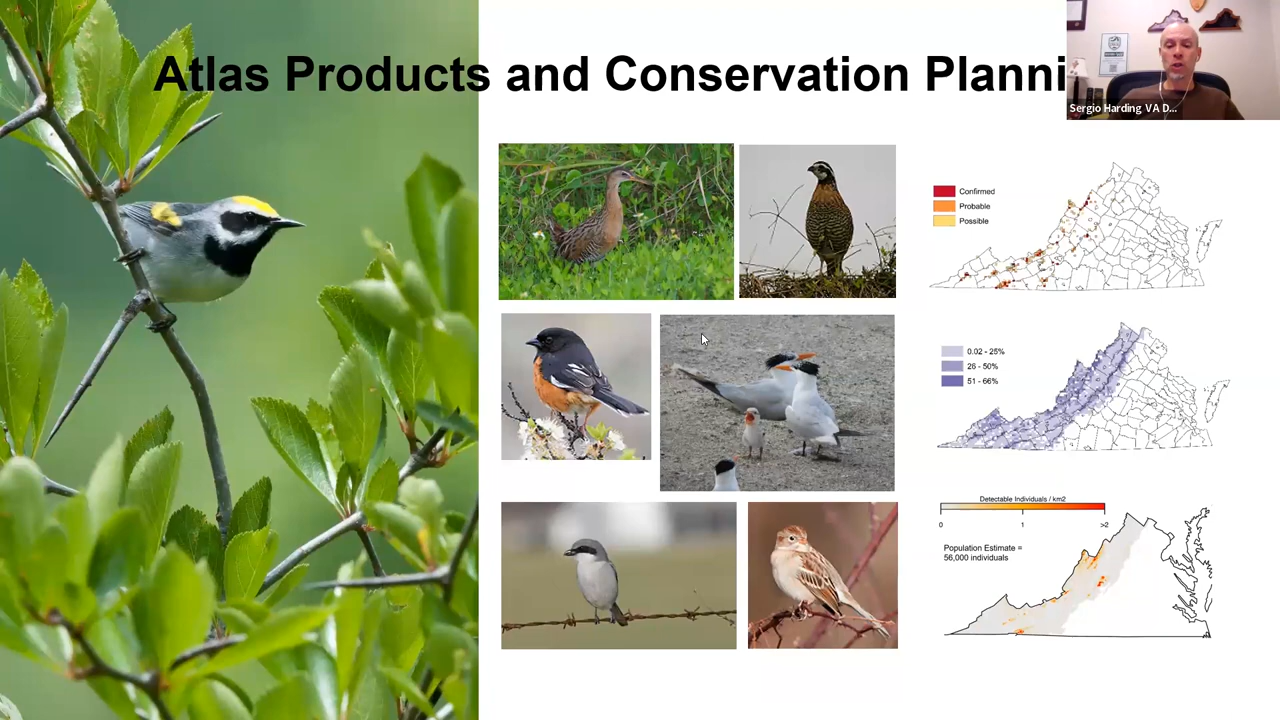 Atlas Products and Conservation Planni
Sergio Harding VA D...
Confirmed
Probable
Possible
0.02 - 25%
26 - 50%
51 - 66%
Detectable Individuals / km2
0 1 >2
Population Estimate =
56,000 individuals